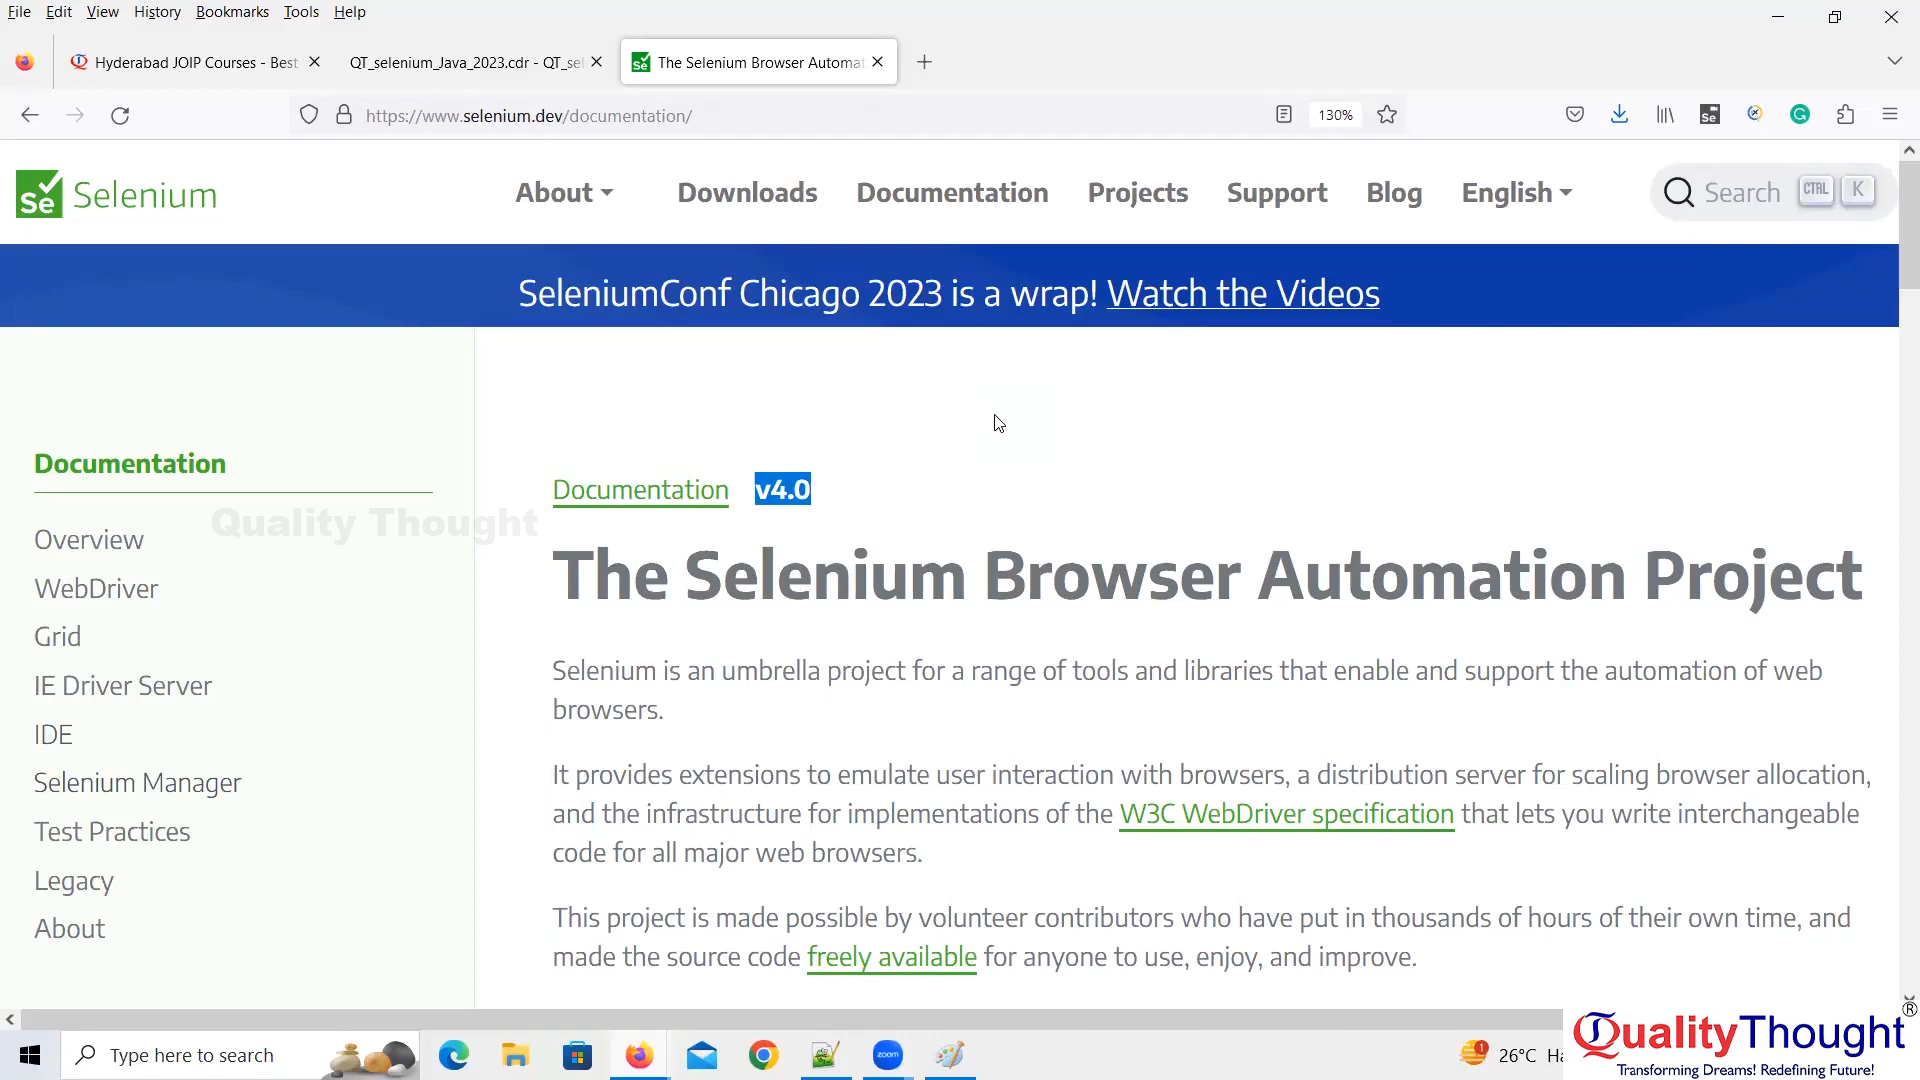 File Edit View History Bookmarks Tools Help
Hyderabad JOIP Courses - Best
QT_selenium_Java_2023.cdr - QT_sel
The Selenium Browser Automat
https://www.selenium.dev/documentation/
130%
Se Selenium
About
Downloads
Documentation
Projects
Support
Blog
English
Search CTRL K
SeleniumConf Chicago 2023 is a wrap! Watch the Videos
Documentation
Overview
WebDriver
Grid
IE Driver Server
IDE
Selenium Manager
Test Practices
Legacy
About
Quality Thought
Documentation v4.0
The Selenium Browser Automation Project
Selenium is an umbrella project for a range of tools and libraries that enable and support the automation of web
browsers.
It provides extensions to emulate user interaction with browsers, a distribution server for scaling browser allocation,
and the infrastructure for implementations of the W3C WebDriver specification that lets you write interchangeable
code for all major web browsers.
This project is made possible by volunteer contributors who have put in thousands of hours of their own time, and
made the source code freely available for anyone to use, enjoy, and improve.
Type here to search
zoom
1
26°C Ha
QualityThought ®
Transforming Dreams! Redefining Future!